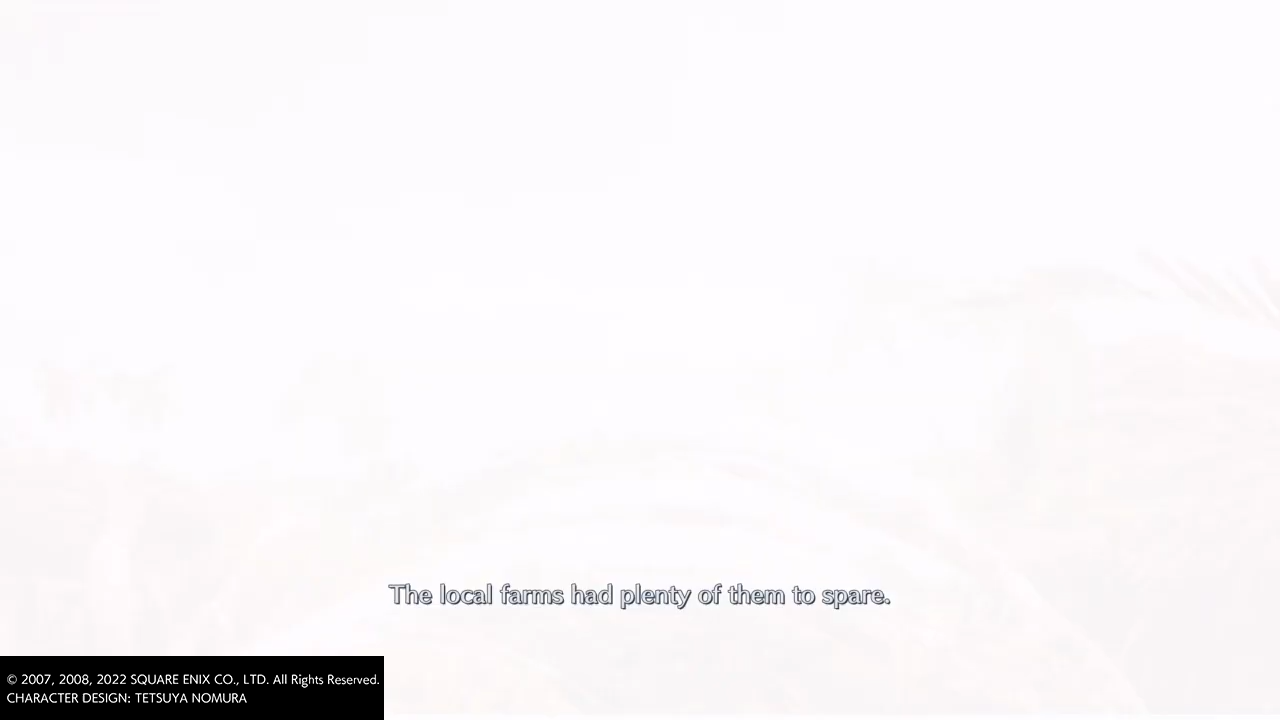 The local farms had plenty of them to spare.
© 2007, 2008, 2022 SQUARE ENIX CO., LTD. All Rights Reserved.
CHARACTER DESIGN: TETSUYA NOMURA